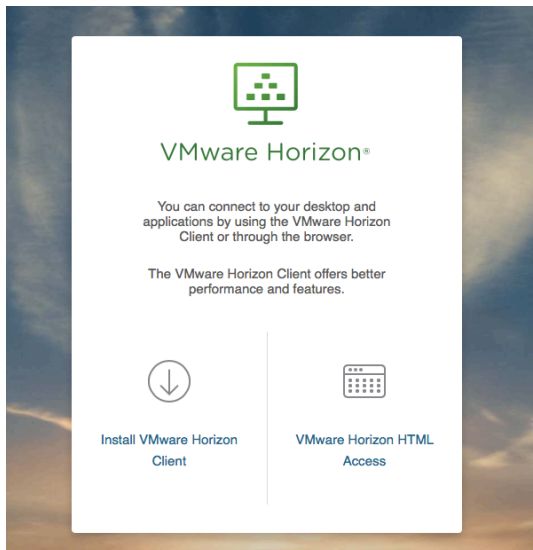 VMware Horizon®
You can connect to your desktop and
applications by using the VMware Horizon
Client or through the browser.
The VMware Horizon Client offers better
performance and features.
Install VMware Horizon
Client
VMware Horizon HTML
Access